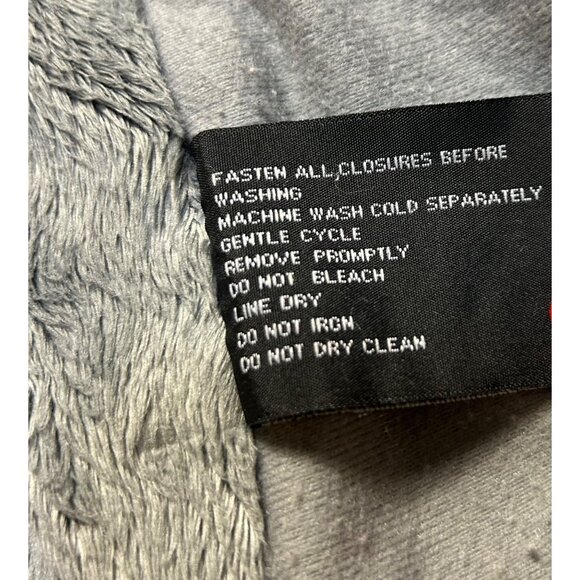 FASTEN ALL CLOSURES BEFORE
WASHING
MACHINE WASH COLD SEPARATELY
GENTLE CYCLE
REMOVE PROMPTLY
DO NOT BLEACH
LINE DRY
DO NOT IRON
DO NOT DRY CLEAN